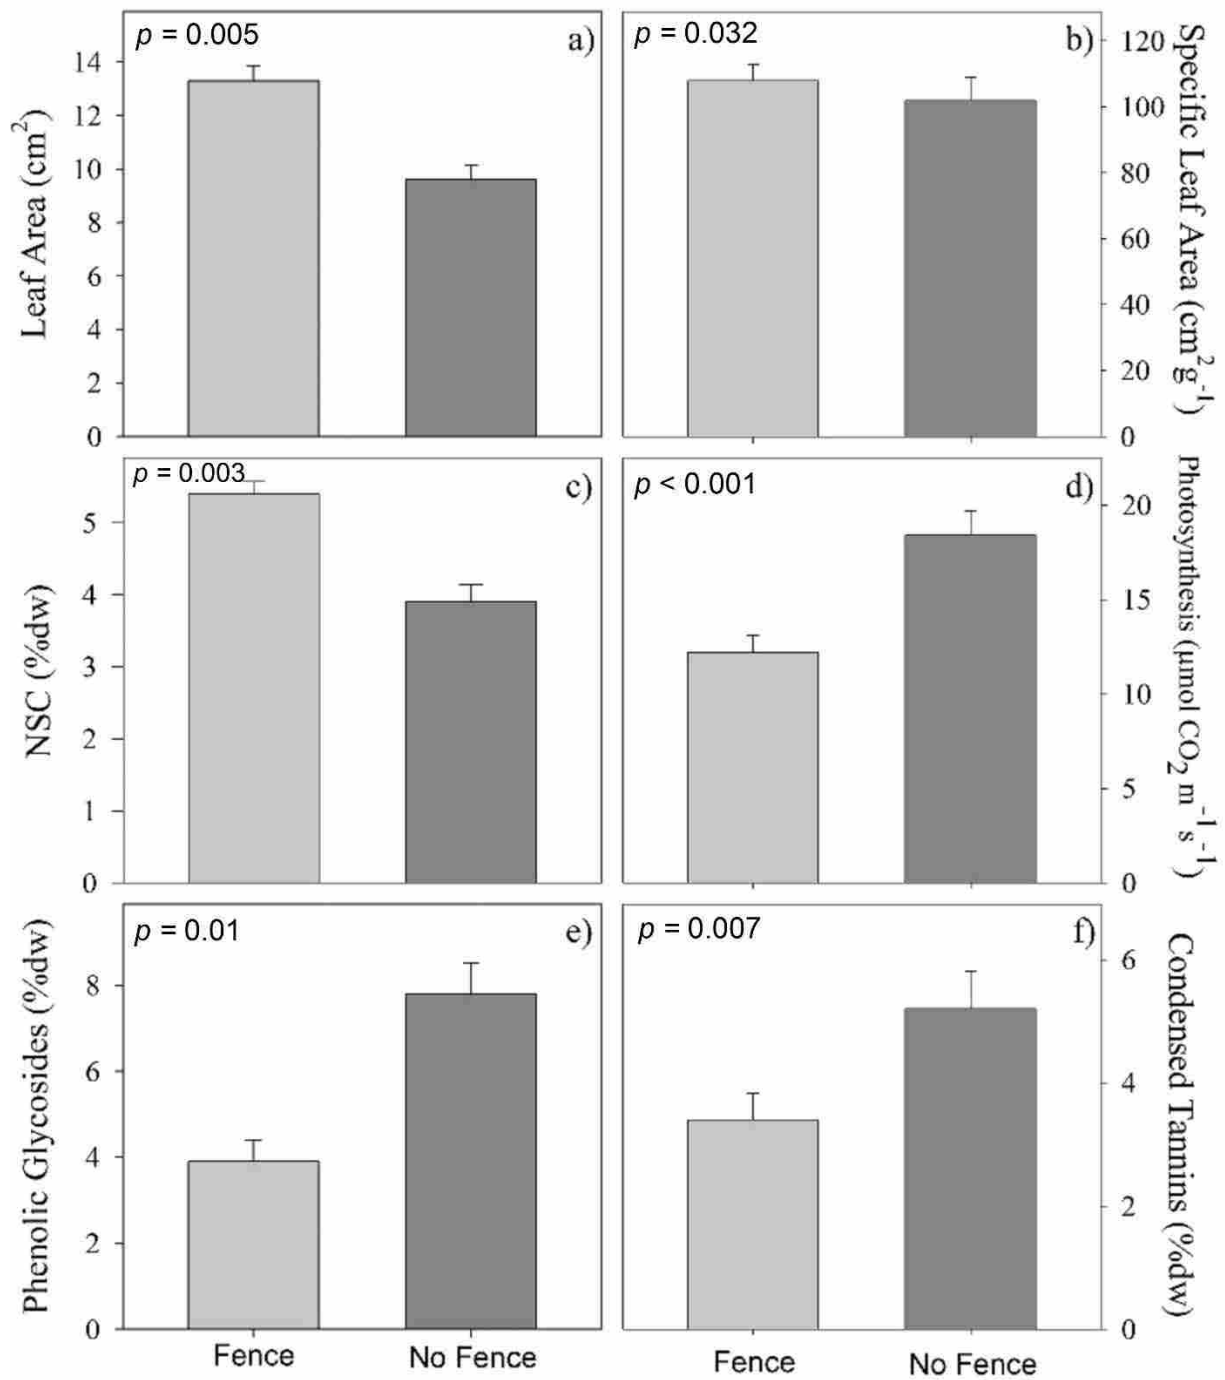 p = 0.005
a)
14
12
10
8
6
4
2
0
Leaf Area (cm²)
p = 0.032
b)
120
100
80
60
40
20
0
Specific Leaf Area (cm²g⁻¹)
p = 0.003
c)
5
4
3
2
1
0
NSC (%dw)
p < 0.001
d)
20
15
10
5
0
Photosynthesis (µmol CO₂ m⁻¹s⁻¹)
p = 0.01
e)
8
6
4
2
0
Phenolic Glycosides (%dw)
Fence
No Fence
p = 0.007
f)
6
4
2
0
Condensed Tannins (%dw)
Fence
No Fence